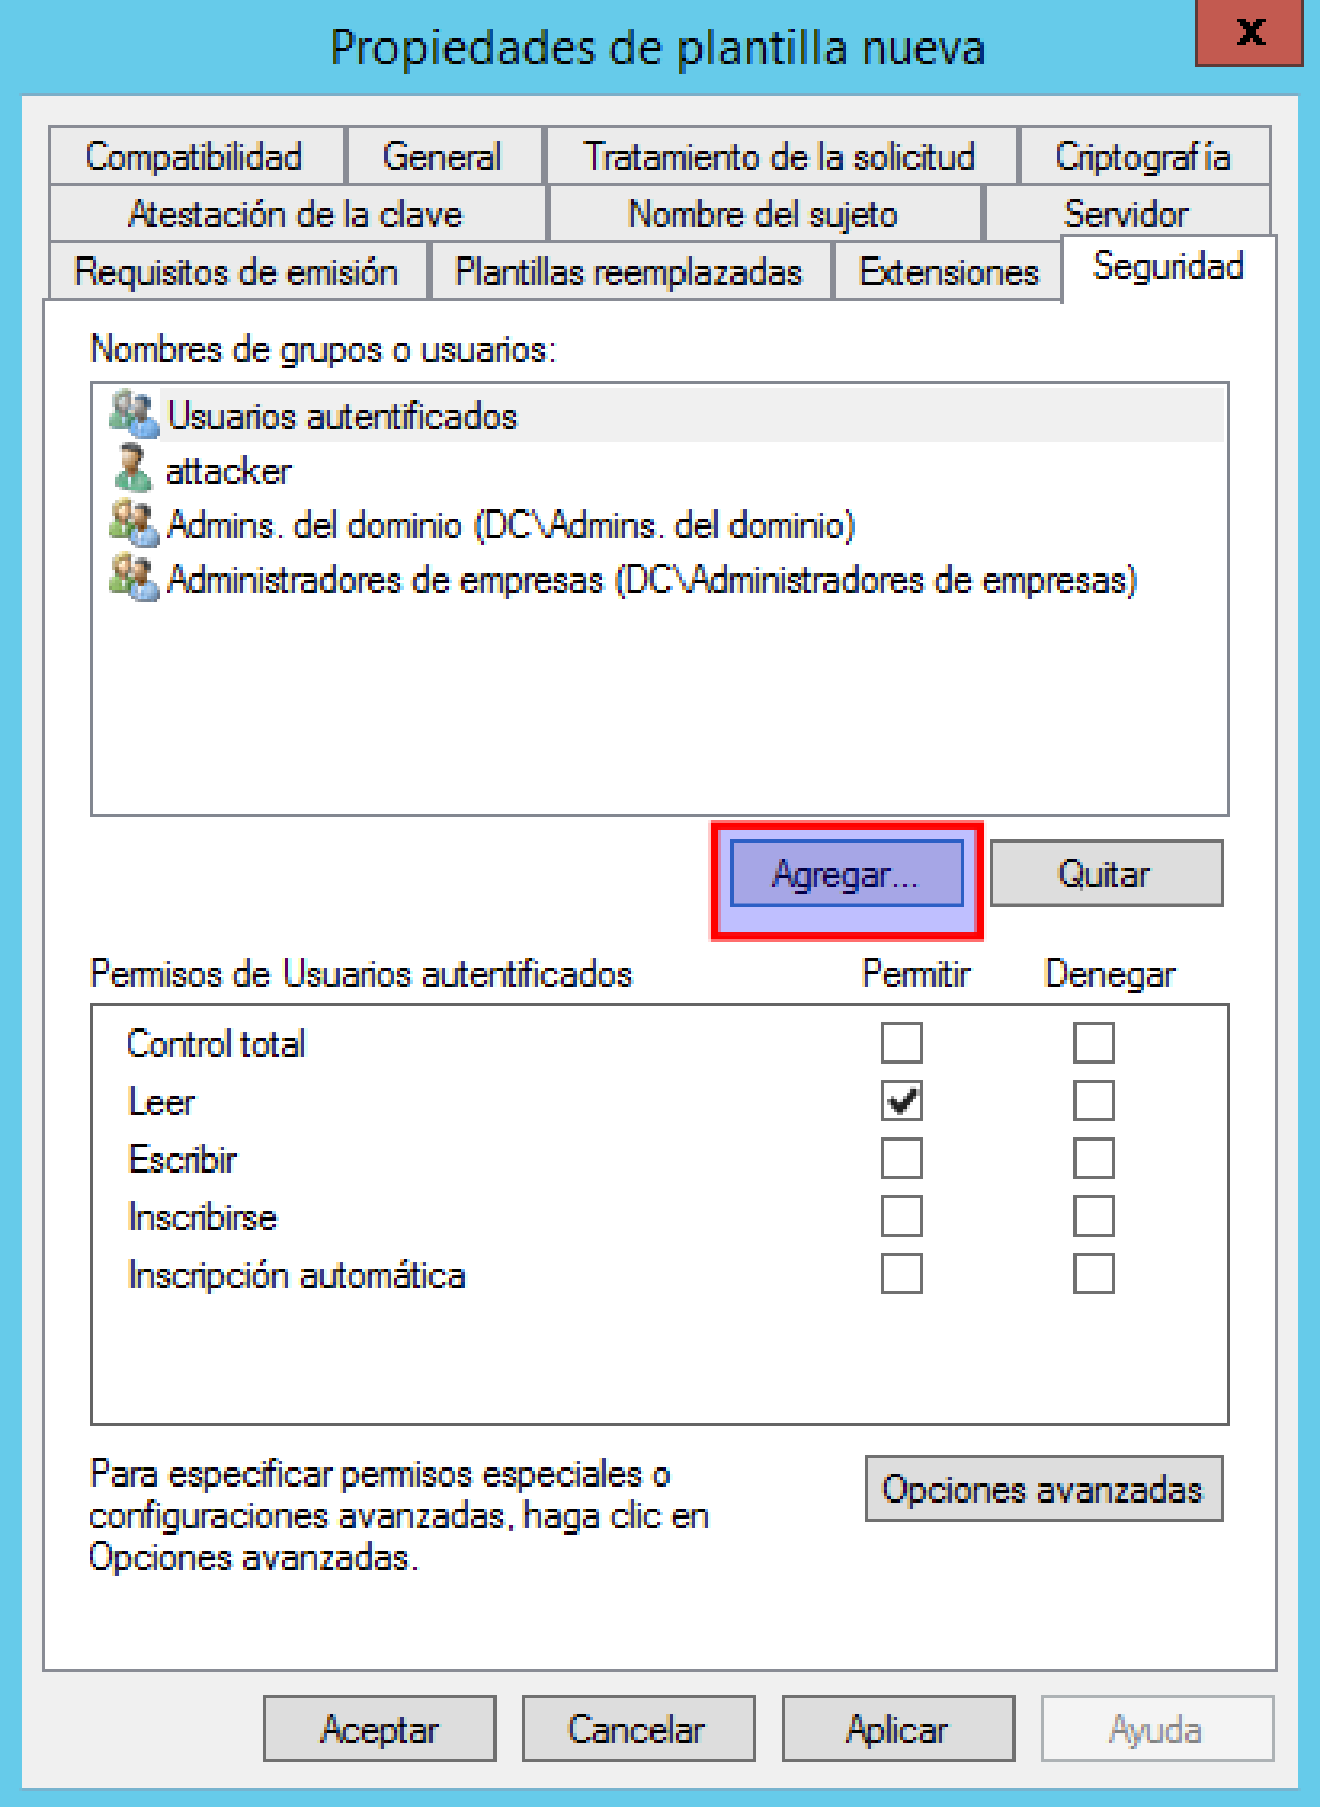 Propiedades de plantilla nueva
x
Compatibilidad General Tratamiento de la solicitud Criptografía
Atestación de la clave Nombre del sujeto Servidor
Requisitos de emisión Plantillas reemplazadas Extensiones Seguridad
Nombres de grupos o usuarios:
Usuarios autentificados
attacker
Admins. del dominio (DC\Admins. del dominio)
Administradores de empresas (DC\Administradores de empresas)
Agregar... Quitar
Permisos de Usuarios autentificados Permitir Denegar
Control total
Leer
Escribir
Inscribirse
Inscripción automática
Para especificar permisos especiales o
configuraciones avanzadas, haga clic en
Opciones avanzadas.
Opciones avanzadas
Aceptar Cancelar Aplicar Ayuda